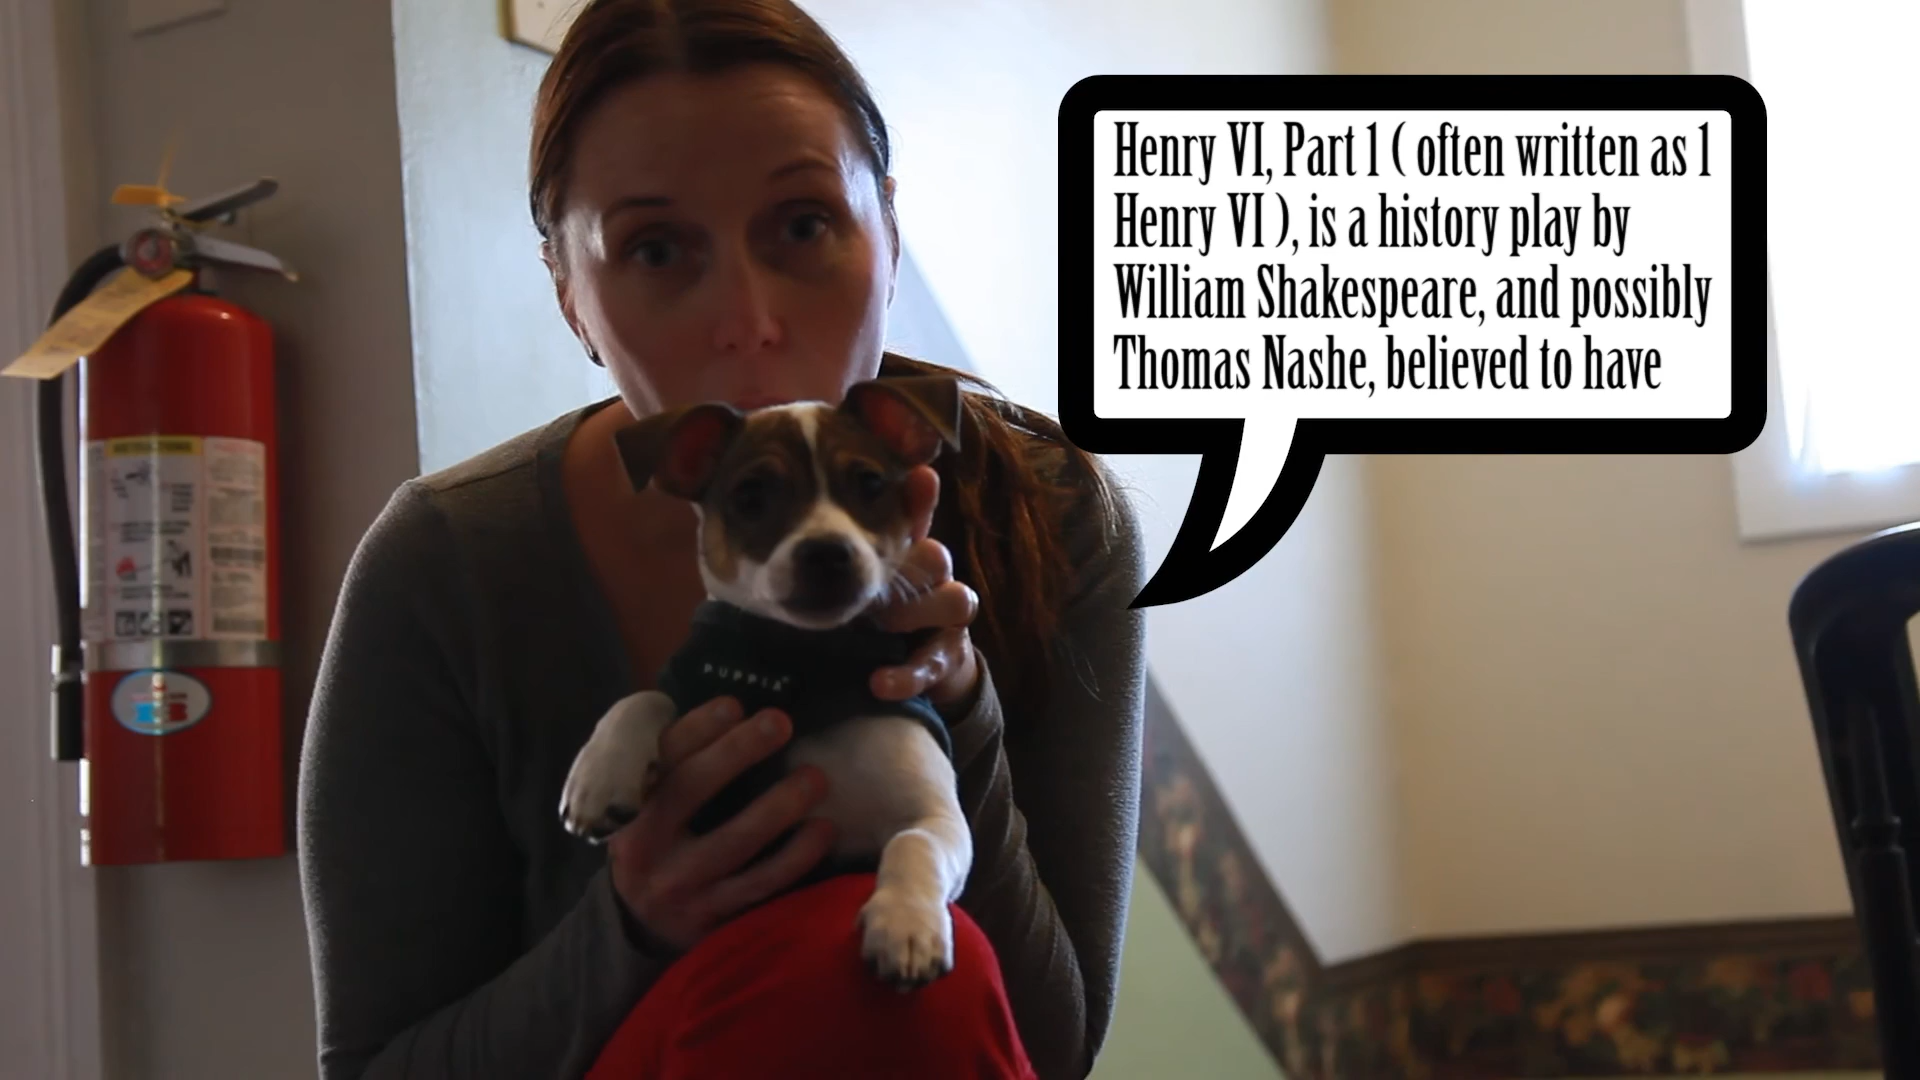 Henry VI, Part 1 ( often written as 1
Henry VI ), is a history play by
William Shakespeare, and possibly
Thomas Nashe, believed to have
PUPPIA